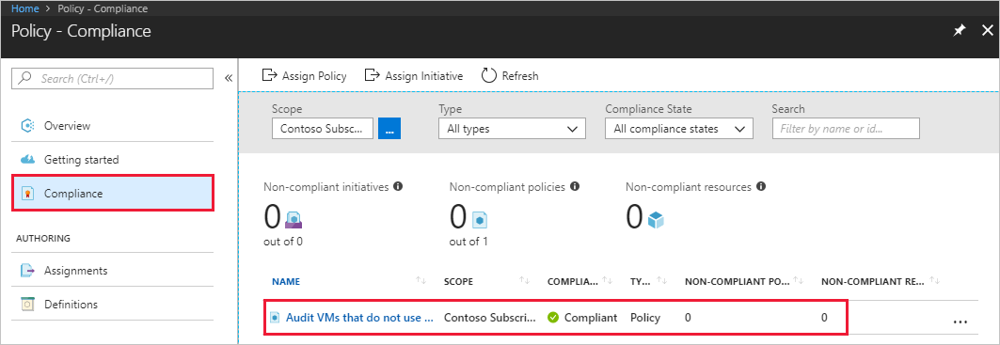 Home > Policy - Compliance
Policy - Compliance
Search (Ctrl+/)
Overview
Getting started
Compliance
AUTHORING
Assignments
Definitions
Assign Policy Assign Initiative Refresh
Scope Type Compliance State Search
Contoso Subscr... ... All types All compliance states Filter by name or id...
Non-compliant initiatives Non-compliant policies Non-compliant resources
0 0 0
out of 0 out of 1
NAME SCOPE COMPLIA... TY... NON-COMPLIANT PO... NON-COMPLIANT RE...
Audit VMs that do not use ... Contoso Subscri... Compliant Policy 0 0 ...